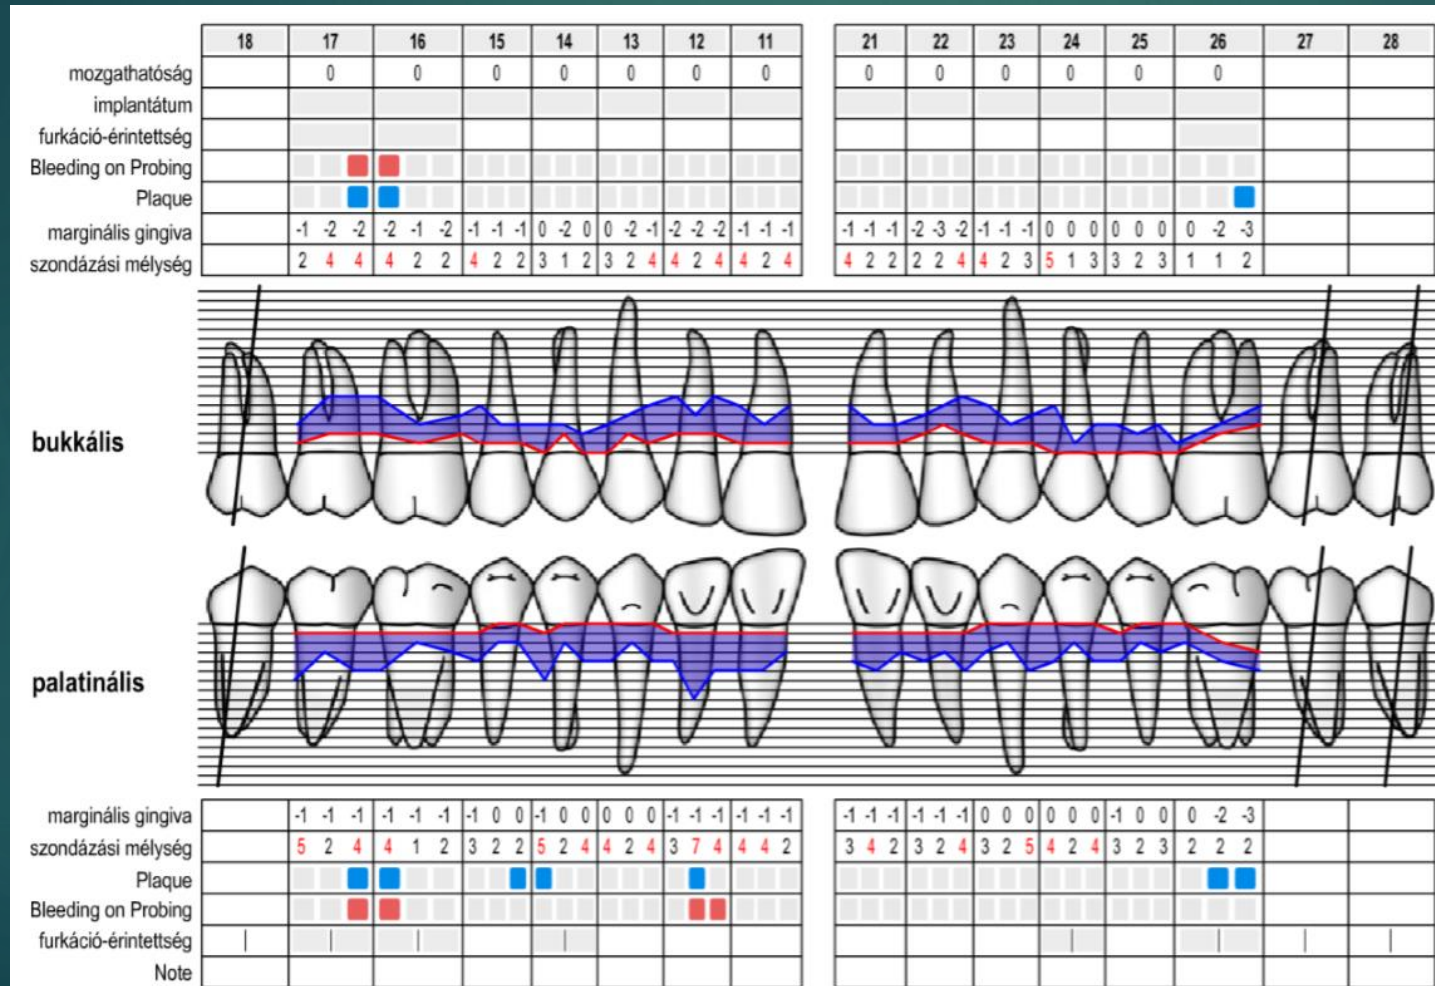 18 17 16 15 14 13 12 11 21 22 23 24 25 26 27 28
mozgathatóság 0 0 0 0 0 0 0 0 0 0 0 0 0
implantátum
furkáció-érintettség
Bleeding on Probing
Plaque
marginális gingiva -1 -2 -2 -2 -1 -2 -1 -1 -1 0 -2 0 0 -2 -1 -2 -2 -2 -1 -1 -1 -1 -1 -1 -2 -3 -2 -1 -1 -1 0 0 0 0 0 0 0 -2 -3
szondázási mélység 2 4 4 4 2 2 4 2 2 3 1 2 3 2 4 4 2 4 4 2 4 4 2 2 2 2 4 4 2 3 5 1 3 3 2 3 1 1 2
bukkális
palatinális
marginális gingiva -1 -1 -1 -1 -1 -1 -1 0 0 -1 0 0 0 0 0 -1 -1 -1 -1 -1 -1 -1 -1 -1 -1 -1 -1 0 0 0 0 0 0 -1 0 0 0 -2 -3
szondázási mélység 5 2 4 4 1 2 3 2 2 5 2 4 4 2 4 3 7 4 4 4 2 3 4 2 3 2 4 3 2 5 4 2 4 3 2 3 2 2 2
Plaque
Bleeding on Probing
furkáció-érintettség
Note